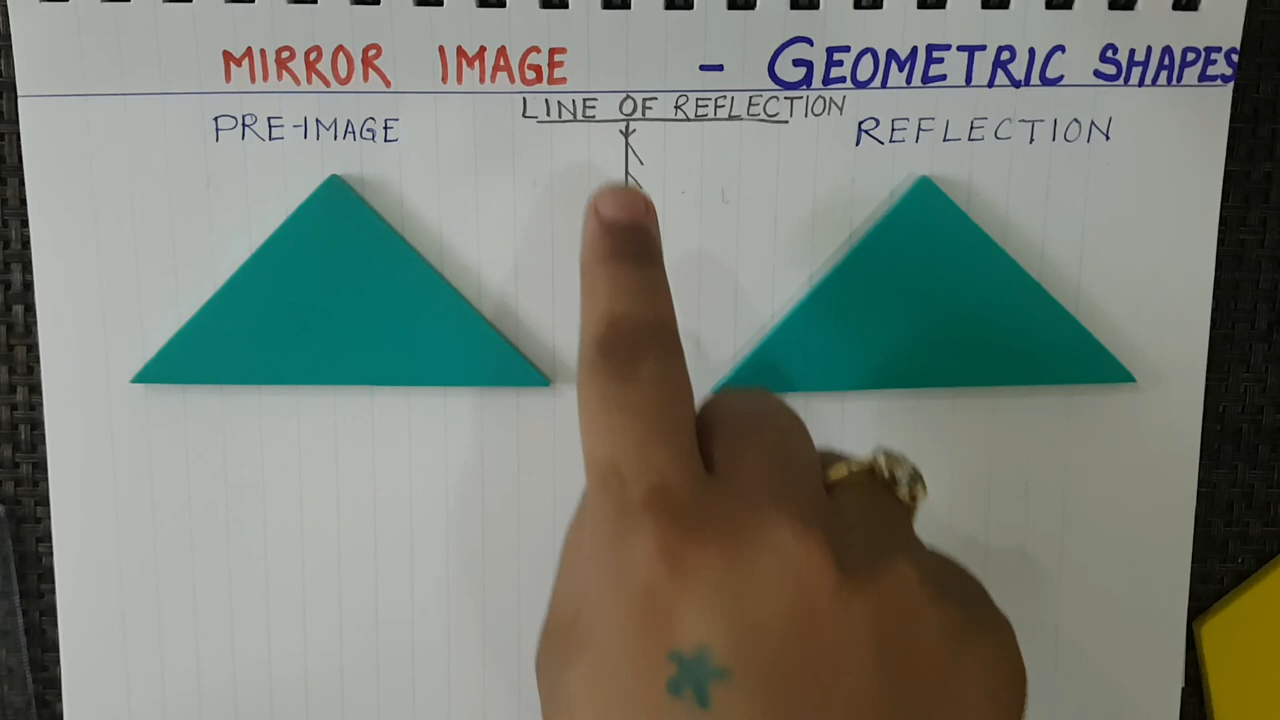 MIRROR IMAGE - GEOMETRIC SHAPES
LINE OF REFLECTION
PRE-IMAGE
REFLECTION